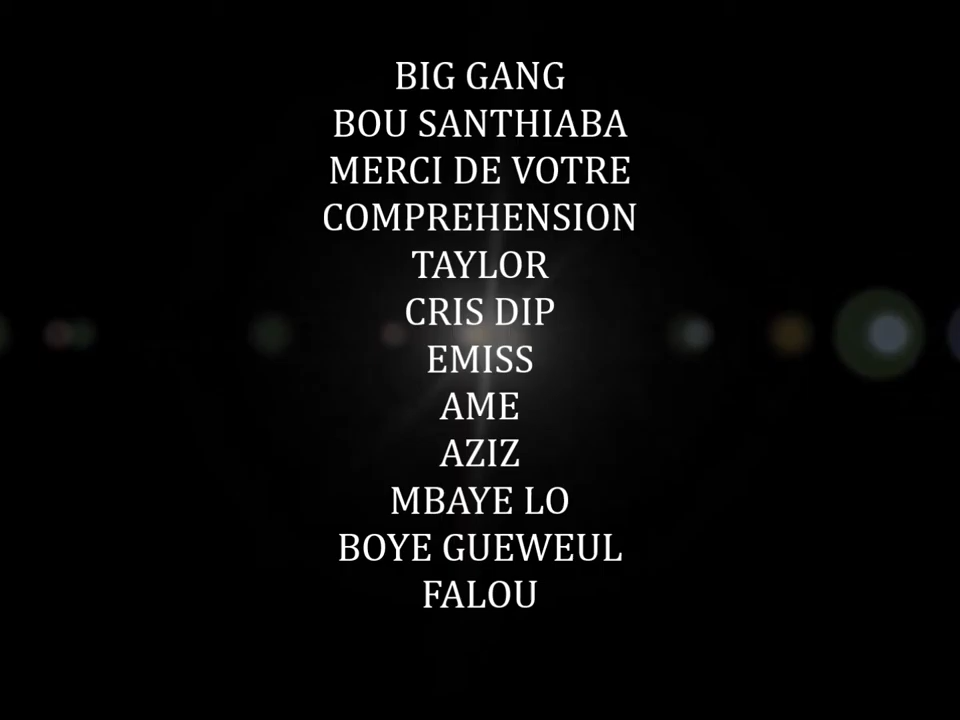 BIG GANG
BOU SANTHIABA
MERCI DE VOTRE
COMPREHENSION
TAYLOR
CRIS DIP
EMISS
AME
AZIZ
MBAYE LO
BOYE GUEWEUL
FALOU